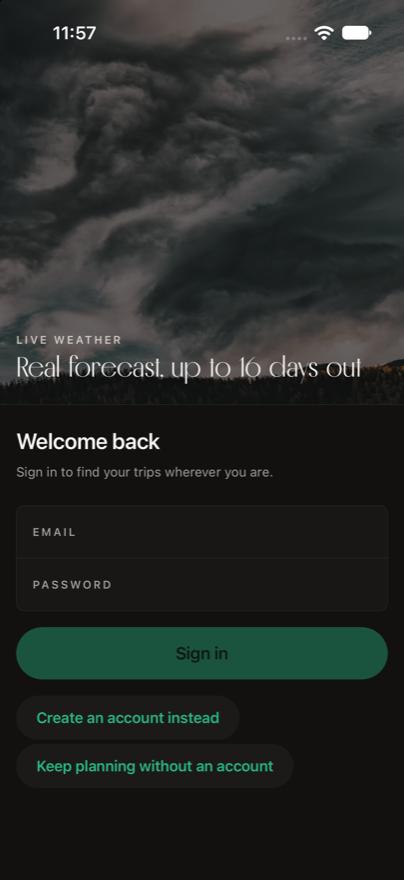 11:57
LIVE WEATHER
Real forecast, up to 16 days out
Welcome back
Sign in to find your trips wherever you are.
EMAIL
PASSWORD
Sign in
Create an account instead
Keep planning without an account